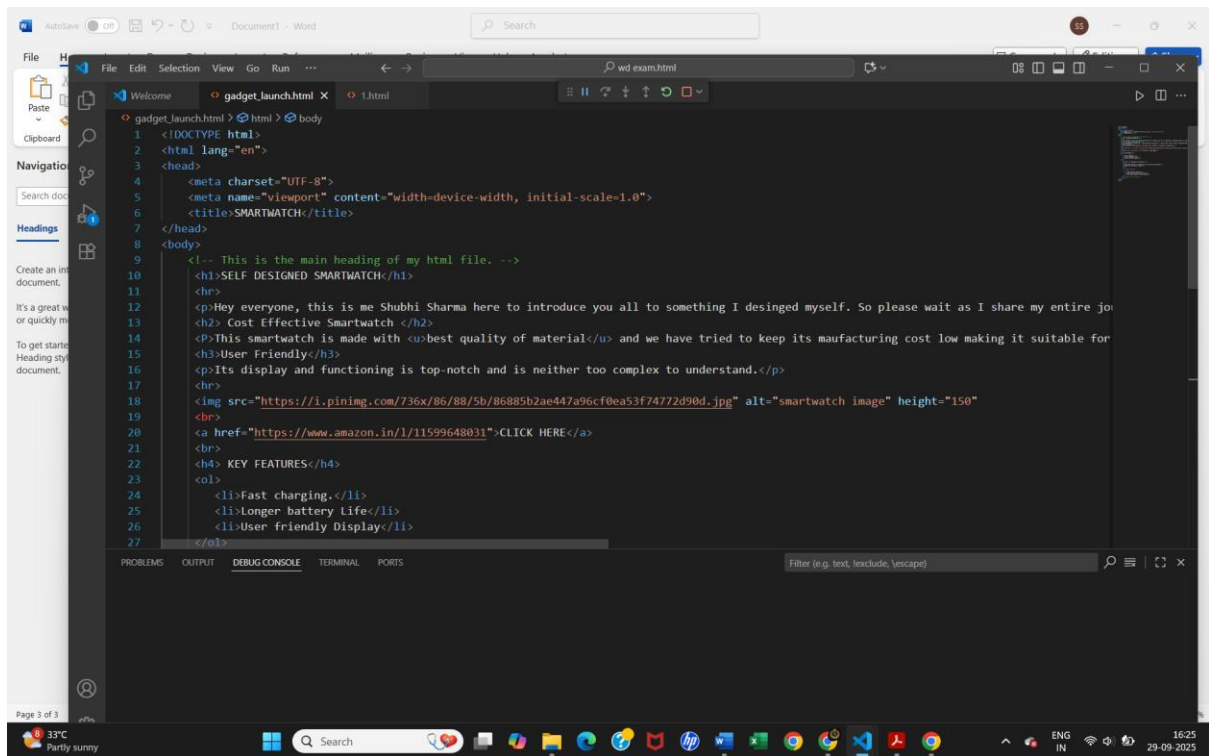 AutoSave Off Document1 - Word Search SS
File
Paste
Clipboard
Navigatio
Search doc
Headings
Create an int
document.
It's a great w
or quickly m
To get starte
Heading styl
document.
Page 3 of 3
File Edit Selection View Go Run ··· wd exam.html
Welcome gadget_launch.html 1.html
gadget_launch.html > html > body
1 <!DOCTYPE html>
2 <html lang="en">
3 <head>
4 <meta charset="UTF-8">
5 <meta name="viewport" content="width=device-width, initial-scale=1.0">
6 <title>SMARTWATCH</title>
7 </head>
8 <body>
9 <!-- This is the main heading of my html file. -->
10 <h1>SELF DESIGNED SMARTWATCH</h1>
11 <hr>
12 <p>Hey everyone, this is me Shubhi Sharma here to introduce you all to something I desinged myself. So please wait as I share my entire jou
13 <h2> Cost Effective Smartwatch </h2>
14 <P>This smartwatch is made with <u>best quality of material</u> and we have tried to keep its maufacturing cost low making it suitable for
15 <h3>User Friendly</h3>
16 <p>Its display and functioning is top-notch and is neither too complex to understand.</p>
17 <hr>
18 <img src="https://i.pinimg.com/736x/86/88/5b/86885b2ae447a96cf0ea53f74772d90d.jpg" alt="smartwatch image" height="150"
19 <br>
20 <a href="https://www.amazon.in/l/11599648031">CLICK HERE</a>
21 <br>
22 <h4> KEY FEATURES</h4>
23 <ol>
24 <li>Fast charging.</li>
25 <li>Longer battery Life</li>
26 <li>User friendly Display</li>
27 </ol>
PROBLEMS OUTPUT DEBUG CONSOLE TERMINAL PORTS Filter (e.g. text, !exclude, \escape)
33°C
Partly sunny
Search
ENG
IN
16:25
29-09-2025